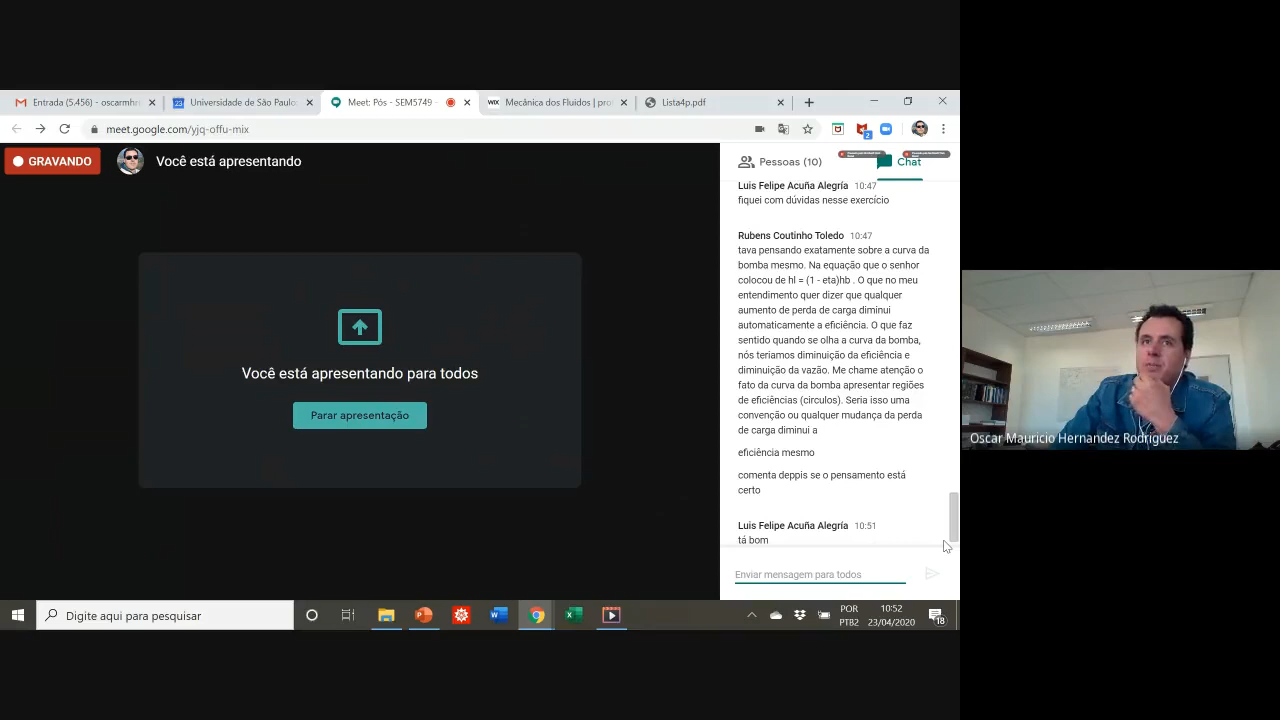 Entrada (5.456) - oscarmhr
Universidade de São Paulo
Meet: Pós - SEM5749 -
WIX Mecânica dos Fluidos | pro
Lista4p.pdf
meet.google.com/yjq-offu-mix
2
GRAVANDO
Você está apresentando
Pessoas (10)
Chat
Luis Felipe Acuña Alegría 10:47
fiquei com dúvidas nesse exercício
Rubens Coutinho Toledo 10:47
tava pensando exatamente sobre a curva da
bomba mesmo. Na equação que o senhor
colocou de hl = (1 - eta)hb . O que no meu
entendimento quer dizer que qualquer
aumento de perda de carga diminui
automaticamente a eficiência. O que faz
sentido quando se olha a curva da bomba,
nós teriamos diminuição da eficiência e
diminuição da vazão. Me chame atenção o
fato da curva da bomba apresentar regiões
de eficiências (circulos). Seria isso uma
convenção ou qualquer mudança da perda
de carga diminui a
eficiência mesmo
comenta deppis se o pensamento está
certo
Luis Felipe Acuña Alegría 10:51
tá bom
Enviar mensagem para todos
Você está apresentando para todos
Parar apresentação
Oscar Mauricio Hernandez Rodriguez
Digite aqui para pesquisar
POR
PTB2
10:52
23/04/2020
18